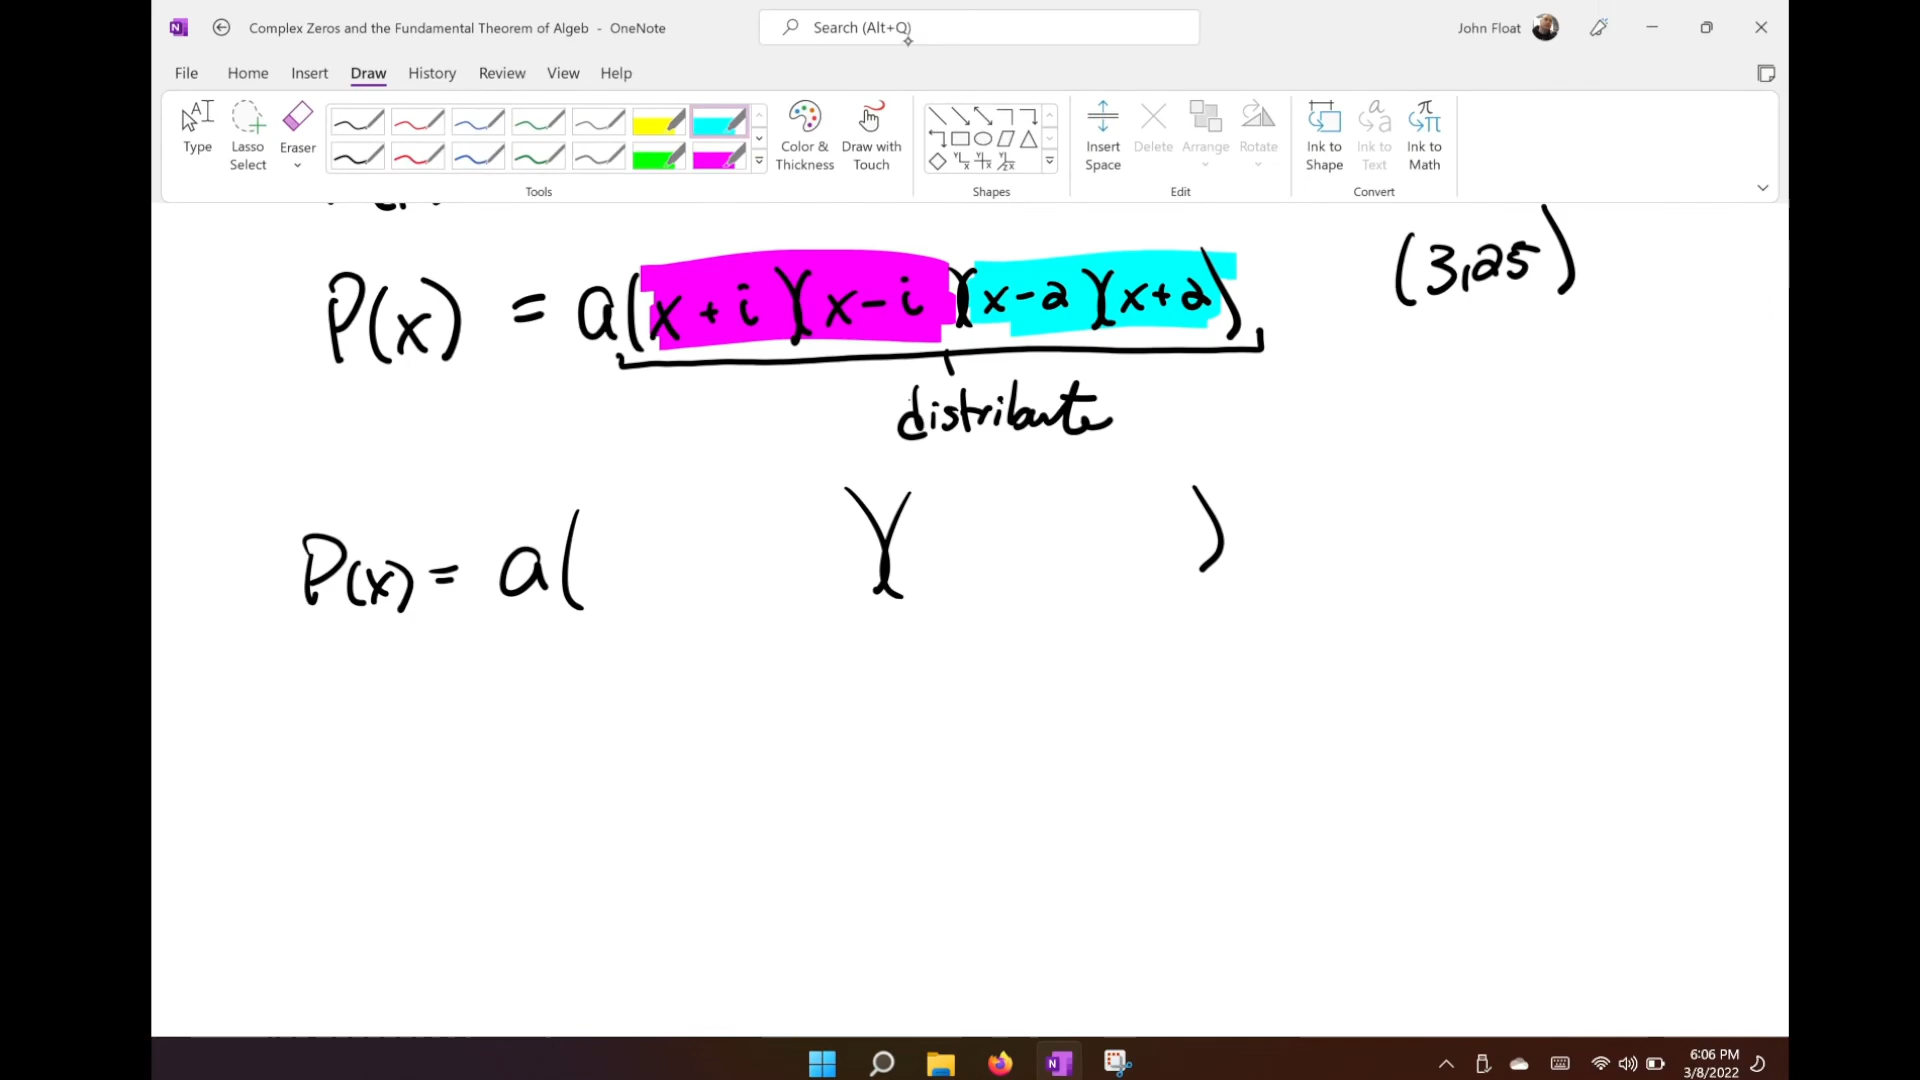 Complex Zeros and the Fundamental Theorem of Algeb - OneNote
Search (Alt+Q)
John Float
File Home Insert Draw History Review View Help
Type
Lasso Select
Eraser
Color & Thickness
Draw with Touch
Insert Space
Delete
Arrange
Rotate
Ink to Shape
Ink to Text
Ink to Math
Tools
Shapes
Edit
Convert
P(x) = a(x+i)(x-i)(x-2)(x+2)
(3,25)
distribute
P(x) = a( )( )
6:06 PM
3/8/2022